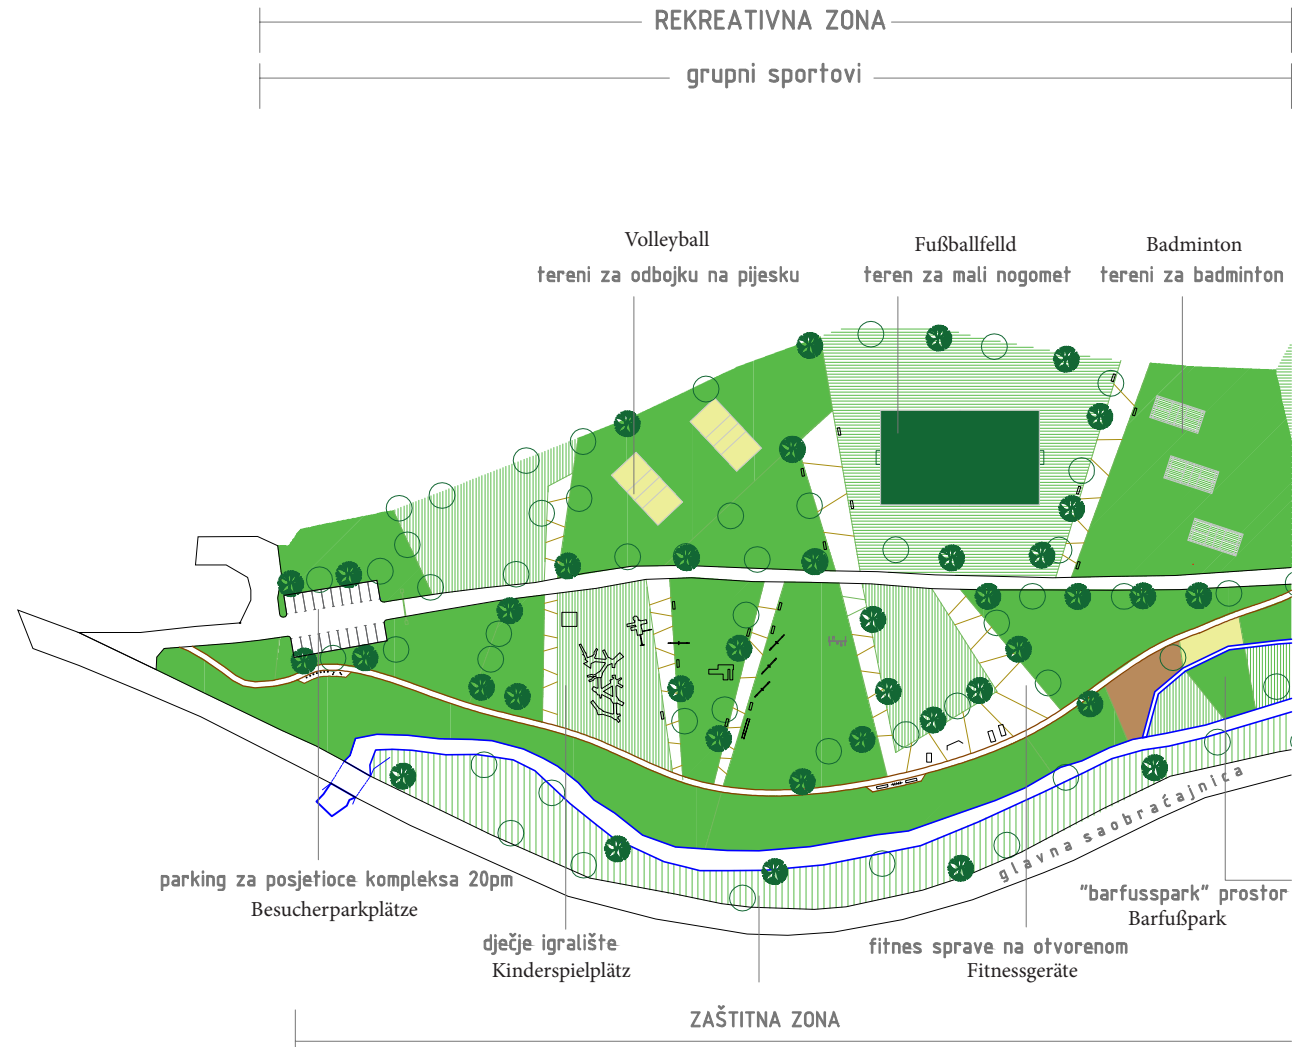 REKREATIVNA ZONA
grupni sportovi
Volleyball
tereni za odbojku na pijesku
Fußballfelld
teren za mali nogomet
Badminton
tereni za badminton
glavna saobraćajnica
parking za posjetioce kompleksa 20pm
Besucherparkplätze
"barfusspark" prostor
Barfußpark
dječje igralište
Kinderspielplätz
fitnes sprave na otvorenom
Fitnessgeräte
ZAŠTITNA ZONA